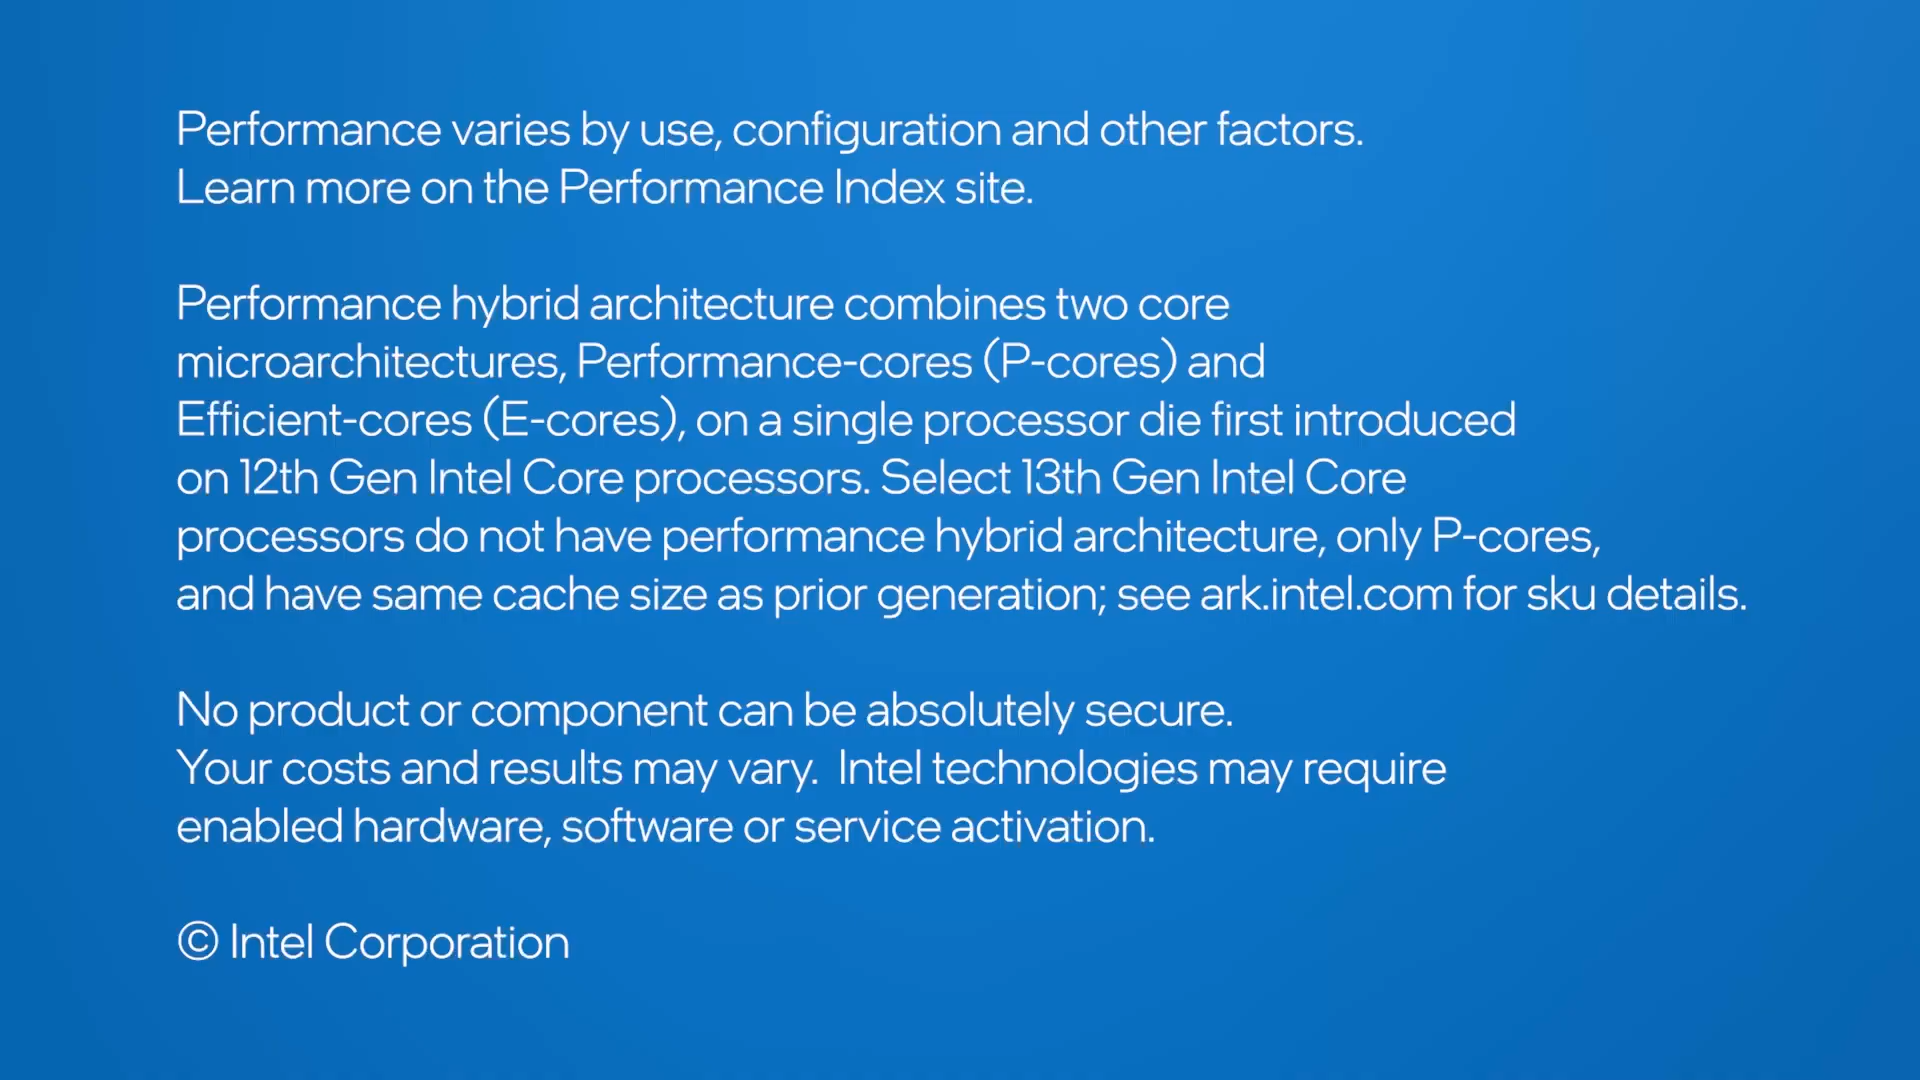 Performance varies by use, configuration and other factors.
Learn more on the Performance Index site.
Performance hybrid architecture combines two core
microarchitectures, Performance-cores (P-cores) and
Efficient-cores (E-cores), on a single processor die first introduced
on 12th Gen Intel Core processors. Select 13th Gen Intel Core
processors do not have performance hybrid architecture, only P-cores,
and have same cache size as prior generation; see ark.intel.com for sku details.
No product or component can be absolutely secure.
Your costs and results may vary.  Intel technologies may require
enabled hardware, software or service activation.
© Intel Corporation